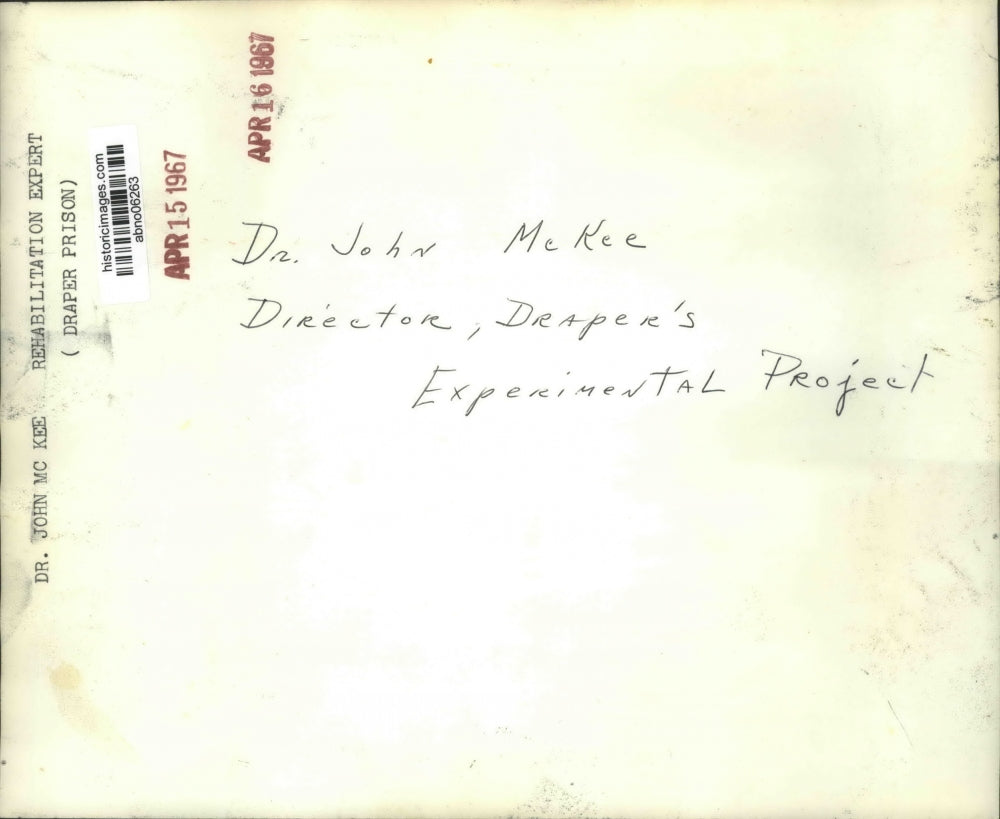 DR. JOHN MC KEE REHABILITATION EXPERT
( DRAPER PRISON)
historicimages.com
abno06263
APR 15 1967
APR 16 1967
Dr. John McKee
Director, Draper's
Experimental Project